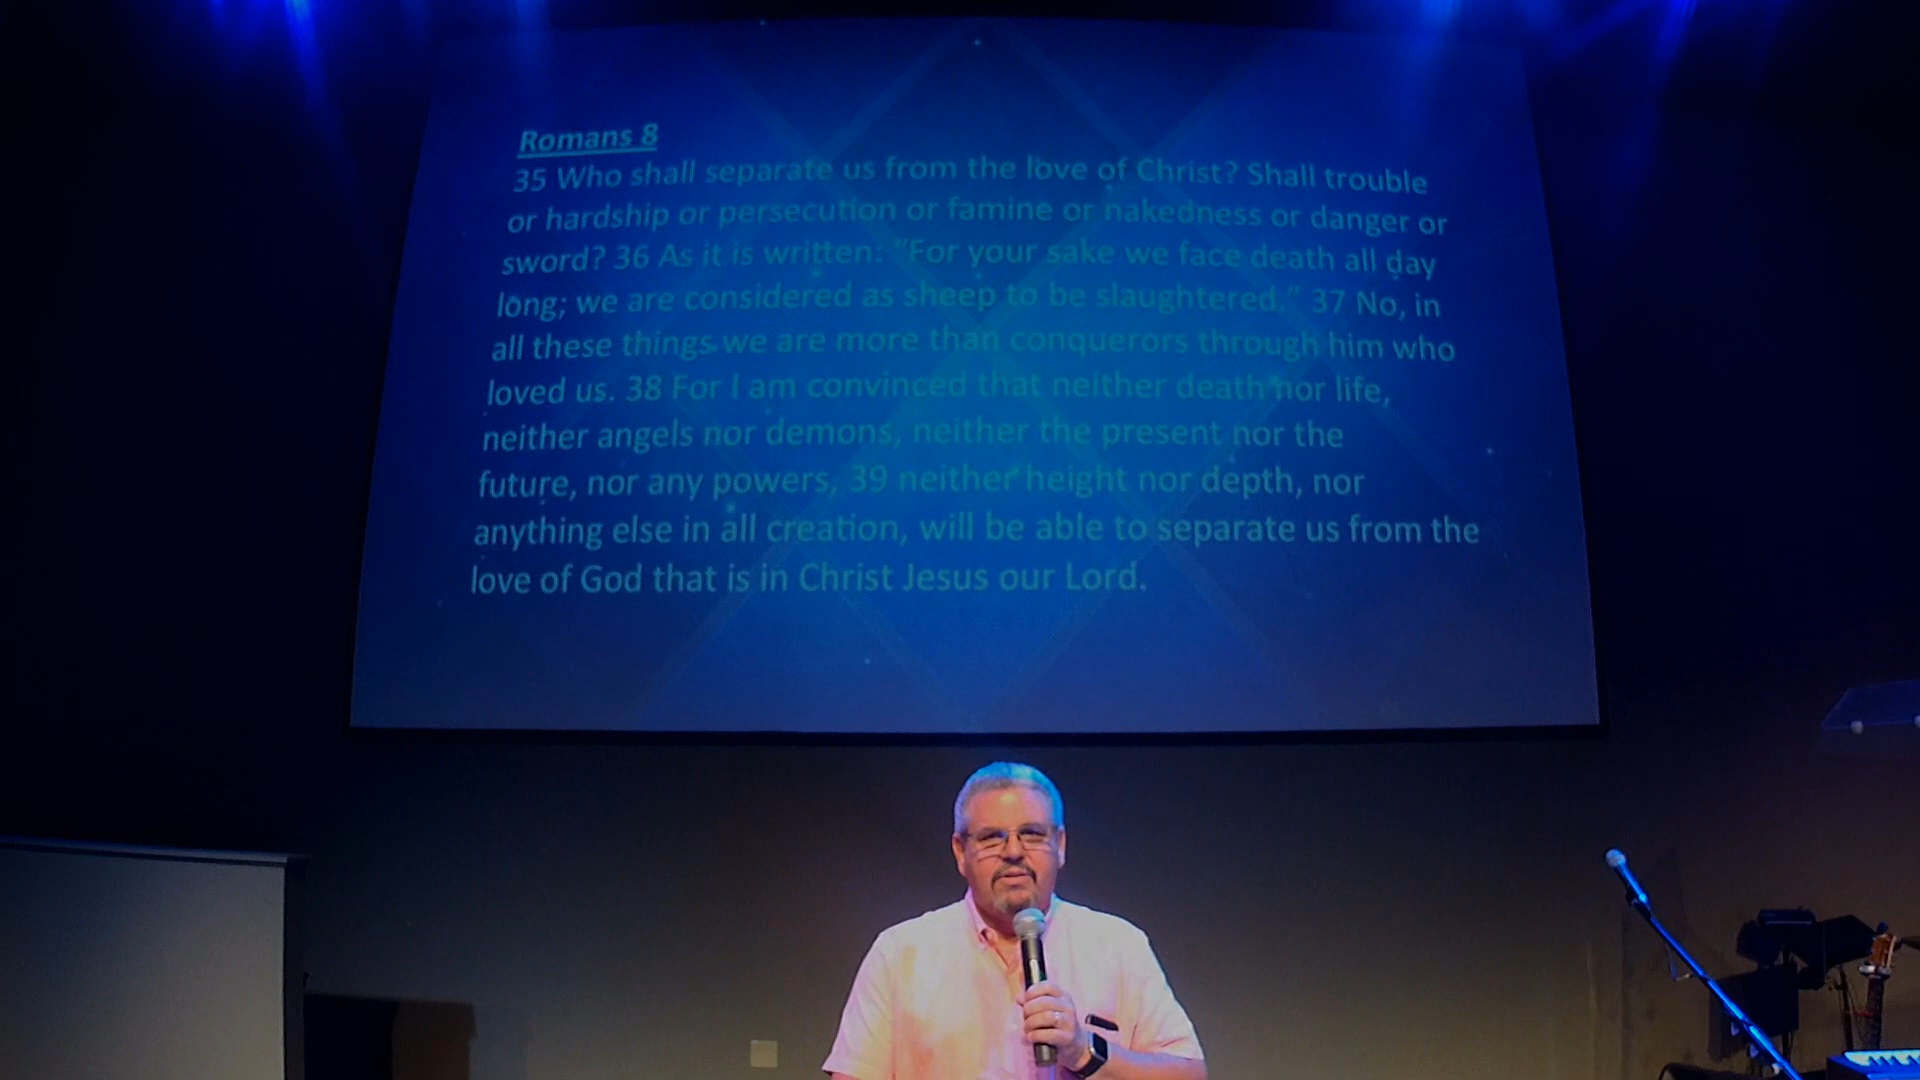 Romans 8
35 Who shall separate us from the love of Christ? Shall trouble
or hardship or persecution or famine or nakedness or danger or
sword? 36 As it is written: "For your sake we face death all day
long; we are considered as sheep to be slaughtered." 37 No, in
all these things we are more than conquerors through him who
loved us. 38 For I am convinced that neither death nor life,
neither angels nor demons, neither the present nor the
future, nor any powers, 39 neither height nor depth, nor
anything else in all creation, will be able to separate us from the
love of God that is in Christ Jesus our Lord.